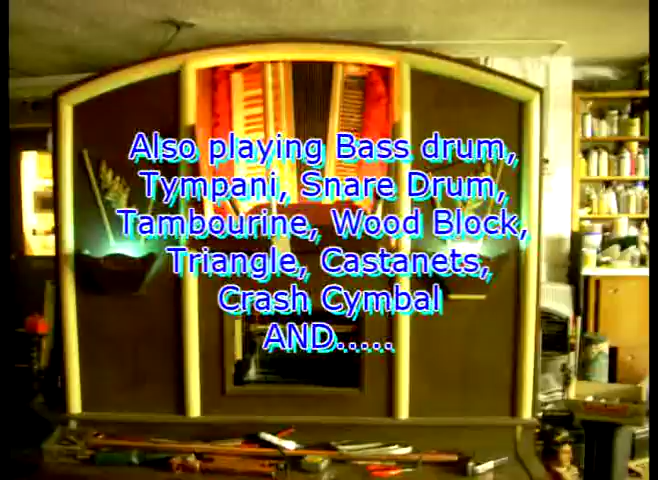 Also playing Bass drum,
Tympani, Snare Drum,
Tambourine, Wood Block,
Triangle, Castanets,
Crash Cymbal
AND.....